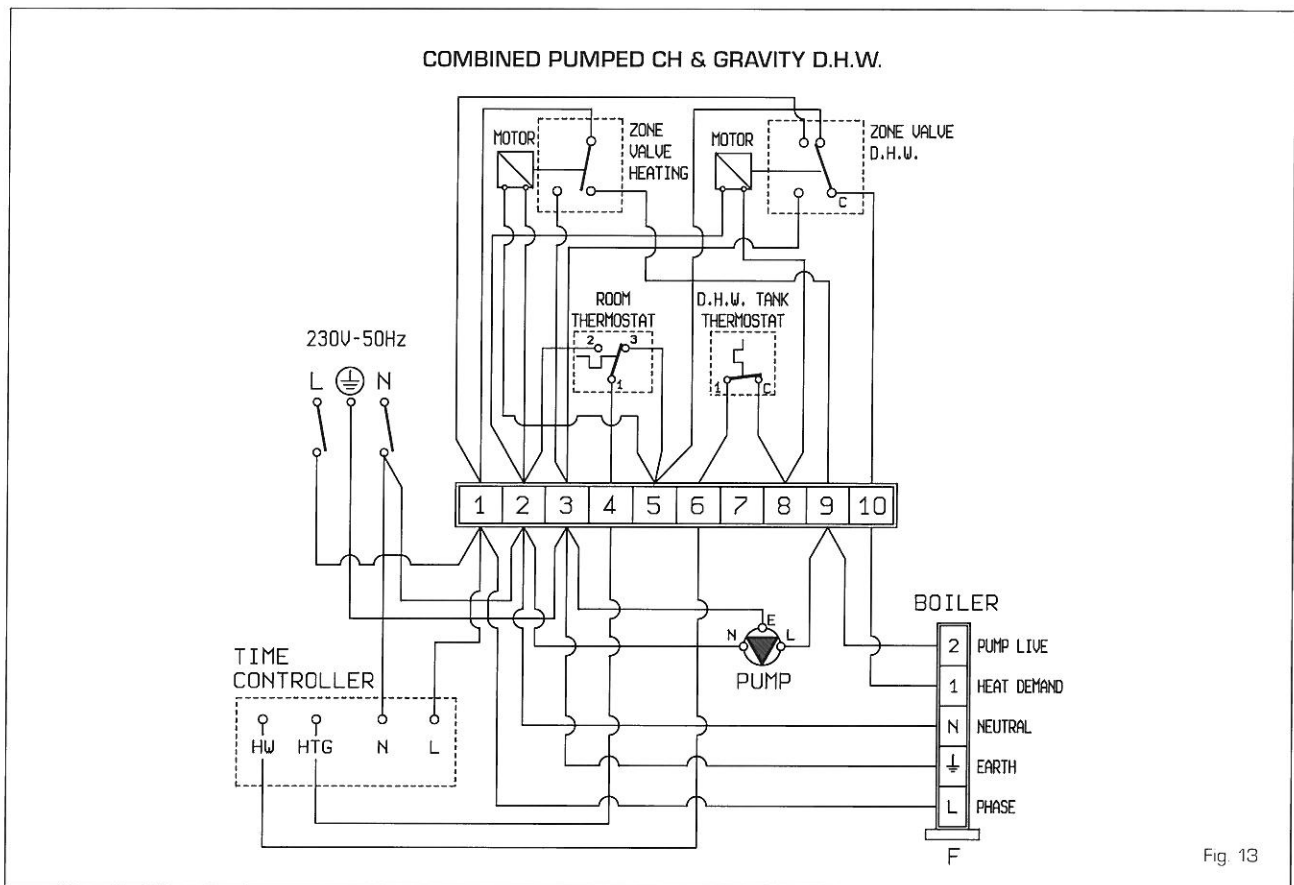 COMBINED PUMPED CH & GRAVITY D.H.W.
MOTOR
ZONE
VALVE
HEATING
MOTOR
ZONE VALVE
D.H.W.
C
ROOM
THERMOSTAT
2
3
1
D.H.W. TANK
THERMOSTAT
1
C
230V-50Hz
L
N
1 2 3 4 5 6 7 8 9 10
TIME
CONTROLLER
HW HTG N L
N
E
L
PUMP
BOILER
2 PUMP LIVE
1 HEAT DEMAND
N NEUTRAL
EARTH
L PHASE
F
Fig. 13